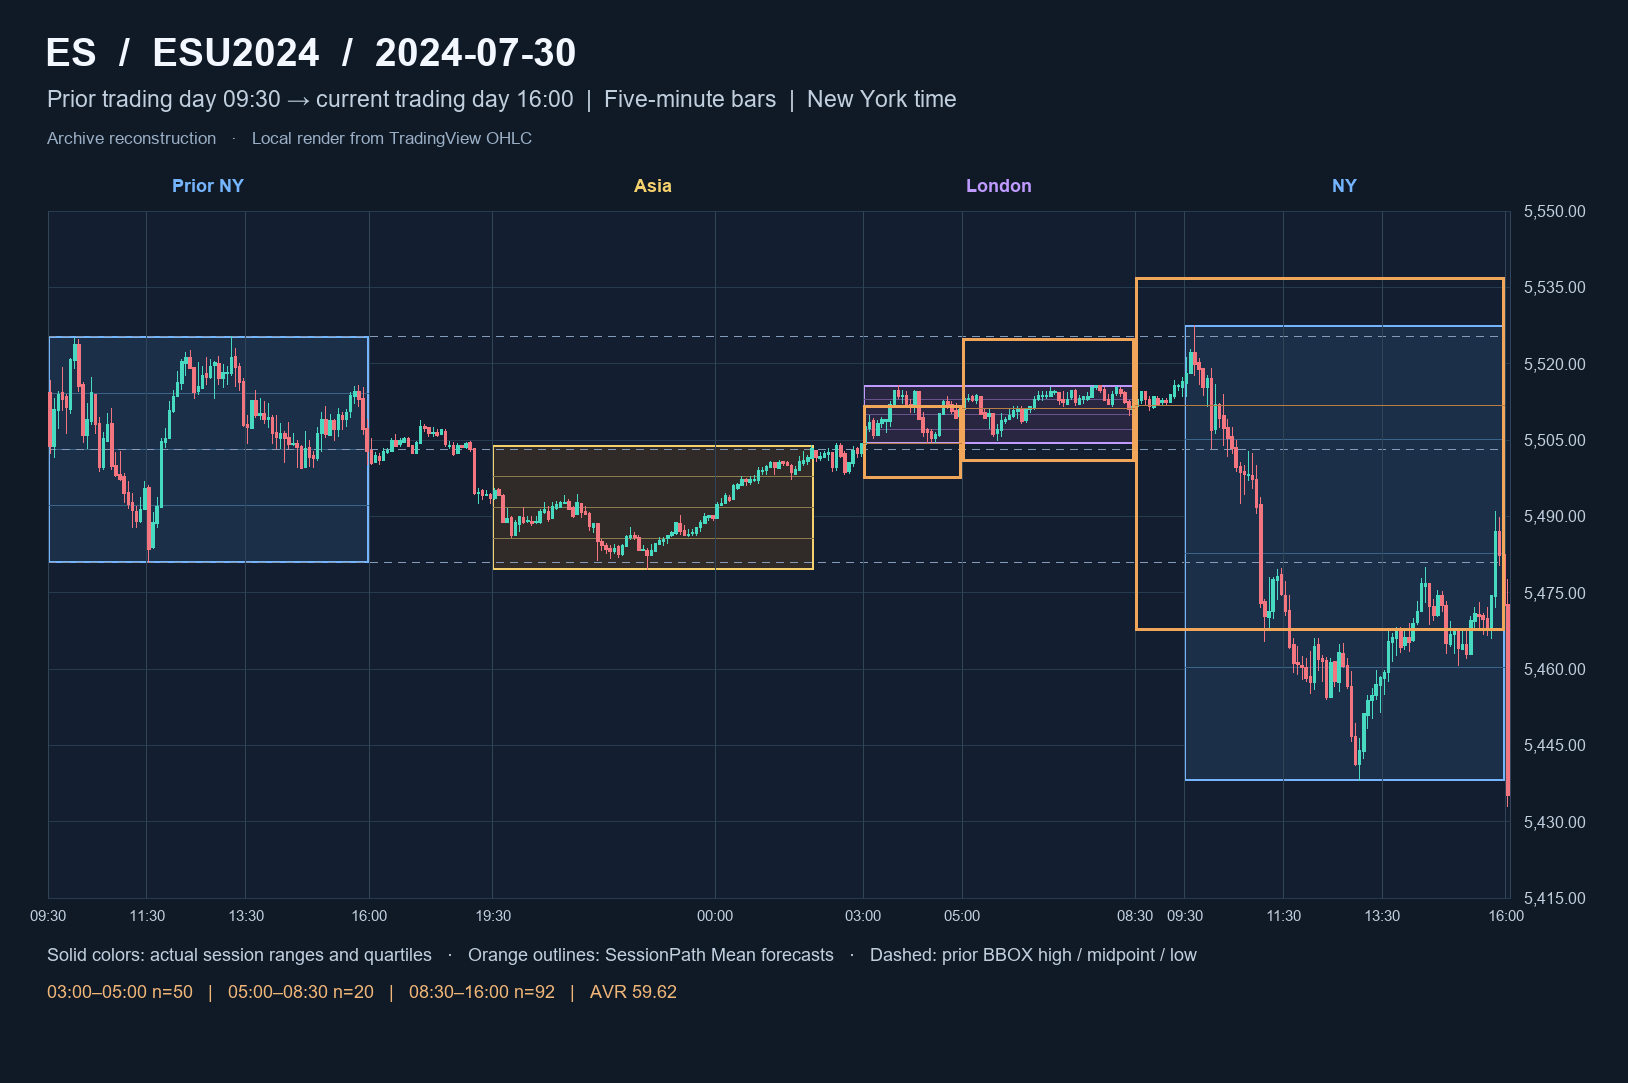 ES / ESU2024 / 2024-07-30
Prior trading day 09:30 → current trading day 16:00 | Five-minute bars | New York time
Archive reconstruction · Local render from TradingView OHLC
Prior NY Asia London NY
5,550.00
5,535.00
5,520.00
5,505.00
5,490.00
5,475.00
5,460.00
5,445.00
5,430.00
5,415.00
09:30 11:30 13:30 16:00 19:30 00:00 03:00 05:00 08:30 09:30 11:30 13:30 16:00
Solid colors: actual session ranges and quartiles · Orange outlines: SessionPath Mean forecasts · Dashed: prior BBOX high / midpoint / low
03:00–05:00 n=50 | 05:00–08:30 n=20 | 08:30–16:00 n=92 | AVR 59.62